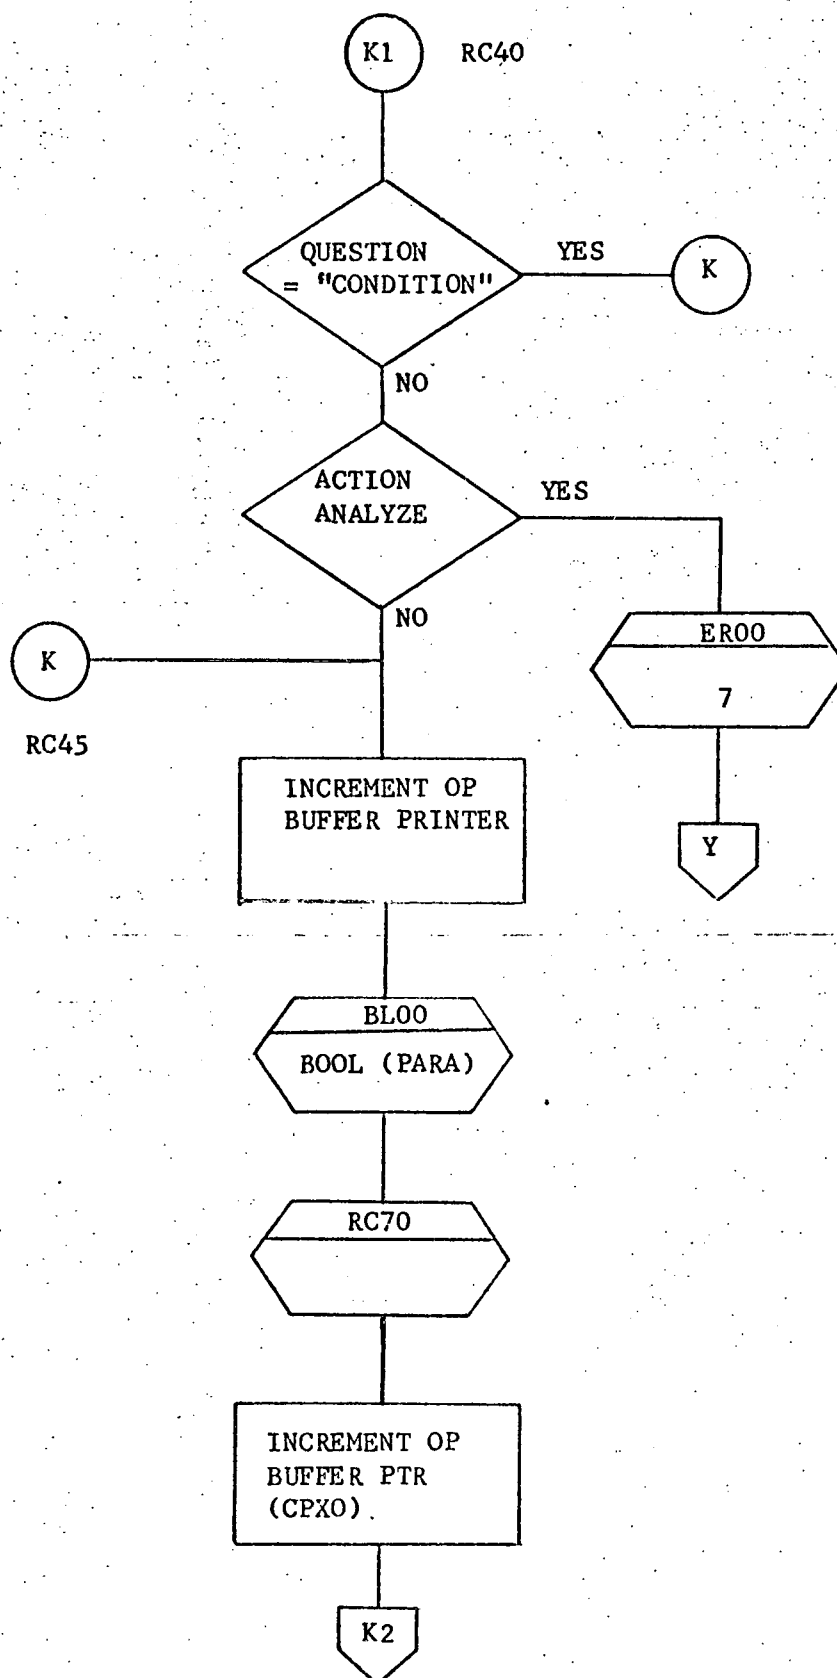 K1 RC40
QUESTION
= "CONDITION"
YES
K
NO
ACTION
ANALYZE
YES
NO
ER00
7
K
RC45
Y
INCREMENT OP
BUFFER PRINTER
BL00
BOOL (PARA)
RC70
INCREMENT OP
BUFFER PTR
(CPX0).
K2